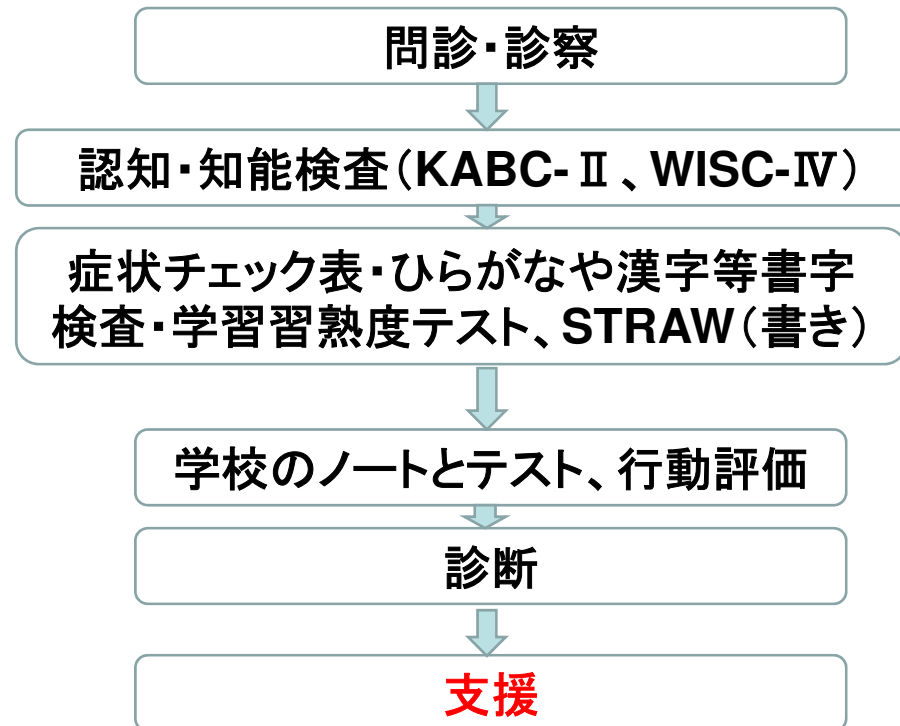 問診・診察
認知・知能検査(KABC-Ⅱ、WISC-Ⅳ)
症状チェック表・ひらがなや漢字等書字
検査・学習習熟度テスト、STRAW(書き)
学校のノートとテスト、行動評価
診断
支援